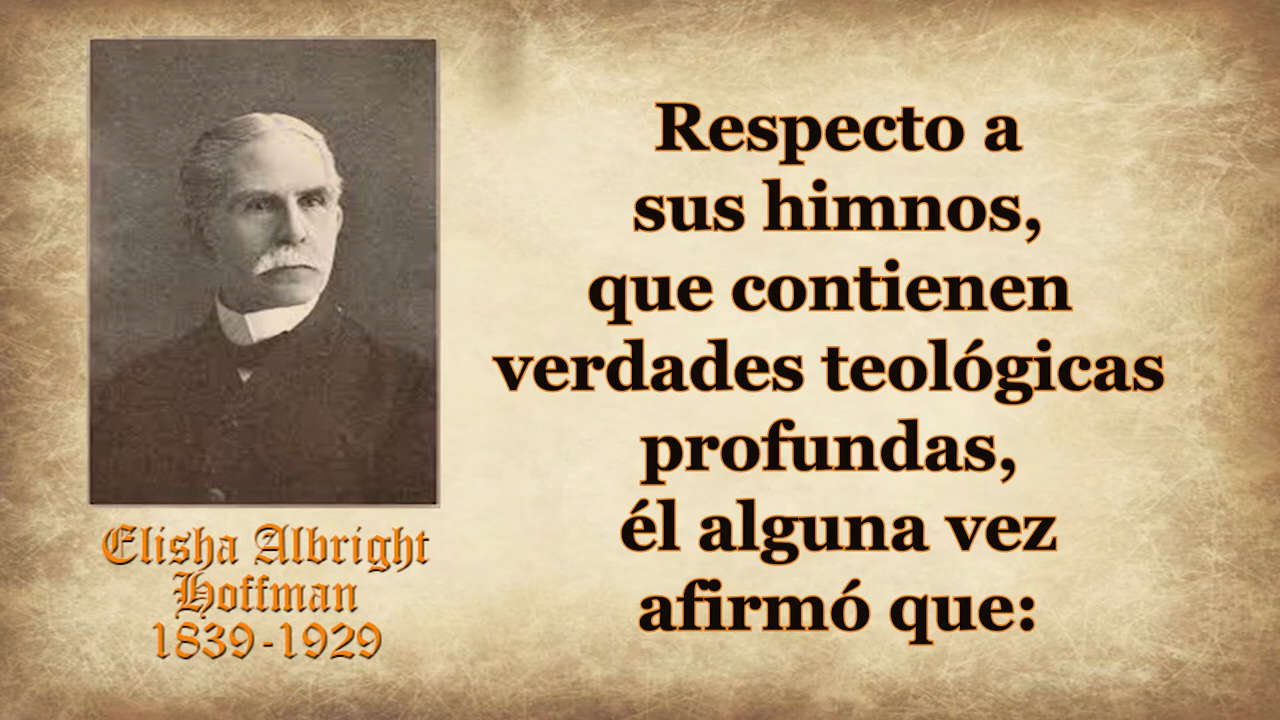 Elisha Albright
Hoffman
1839-1929
Respecto a
sus himnos,
que contienen
verdades teológicas
profundas,
él alguna vez
afirmó que: